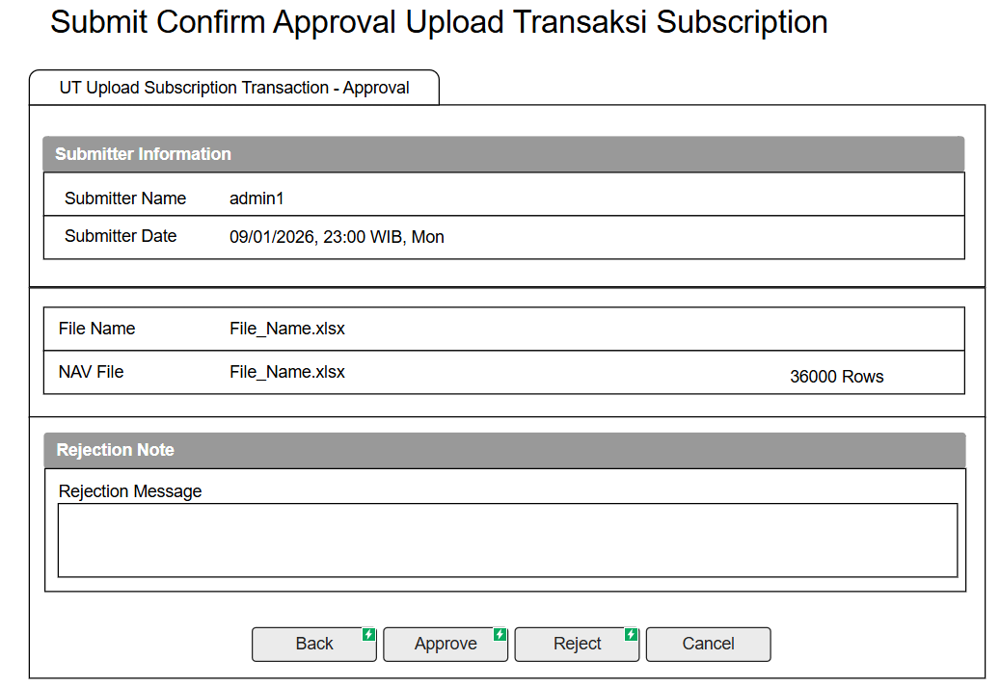 Submit Confirm Approval Upload Transaksi Subscription
UT Upload Subscription Transaction - Approval
Submitter Information
Submitter Name admin1
Submitter Date 09/01/2026, 23:00 WIB, Mon
File Name File_Name.xlsx
NAV File File_Name.xlsx 36000 Rows
Rejection Note
Rejection Message
Back Approve Reject Cancel